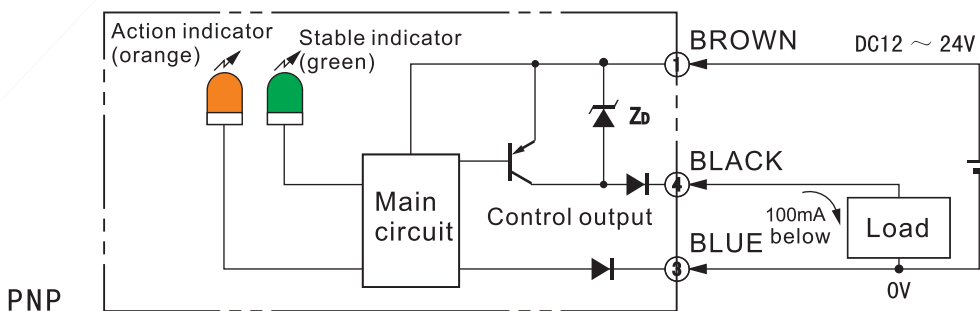 Action indicator
(orange)
Stable indicator
(green)
BROWN
DC12 ～ 24V
1
ZD
BLACK
4
Main
circuit
Control output
100mA
below
Load
BLUE
3
0V
PNP